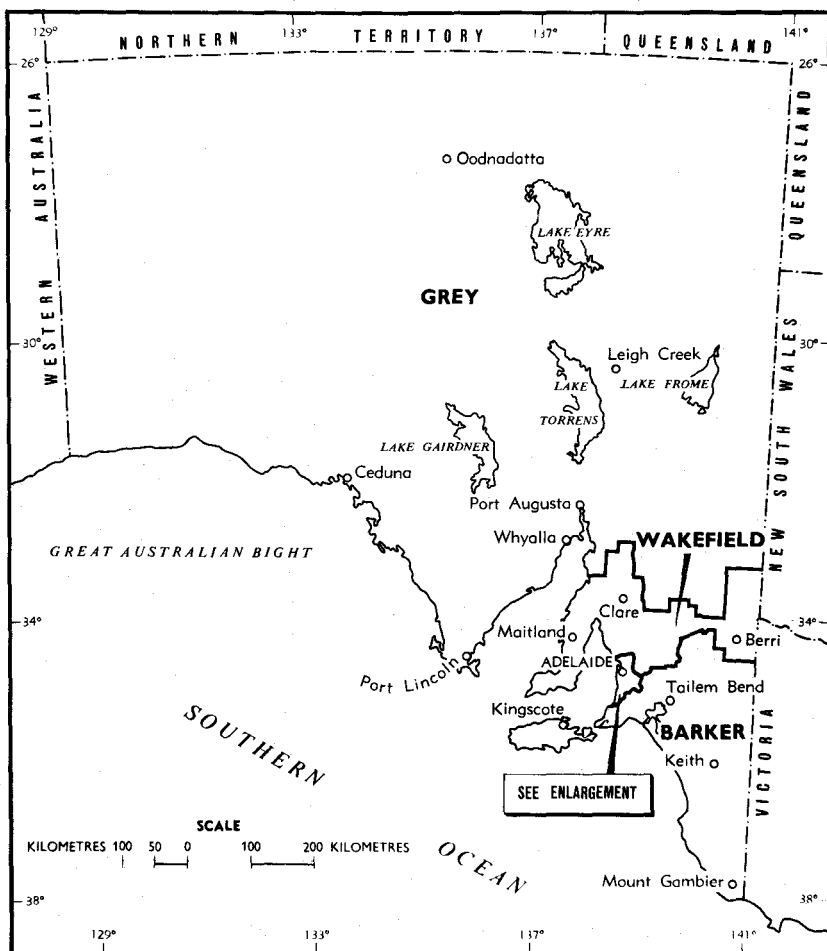 129° 133° 137° 141°
NORTHERN TERRITORY QUEENSLAND
26°
WESTERN AUSTRALIA
QUEENSLAND
Oodnadatta
LAKE EYRE
GREY
30° 30°
NEW SOUTH WALES
Leigh Creek
LAKE FROME
LAKE
TORRENS
LAKE GAIRDNER
Ceduna
Port Augusta
Whyalla
WAKEFIELD
GREAT AUSTRALIAN BIGHT
Clare
34° 34°
Maitland
Berri
ADELAIDE
Port Lincoln
Tailem Bend
Kingscote
BARKER
Keith
VICTORIA
SOUTHERN
OCEAN
SEE ENLARGEMENT
SCALE
KILOMETRES 100 50 0 100 200 KILOMETRES
Mount Gambier
38° 38°
129° 133° 137° 141°